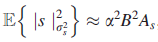 𝔼{ |s|²_{σ_s²} } ≈ α²B²A_s.